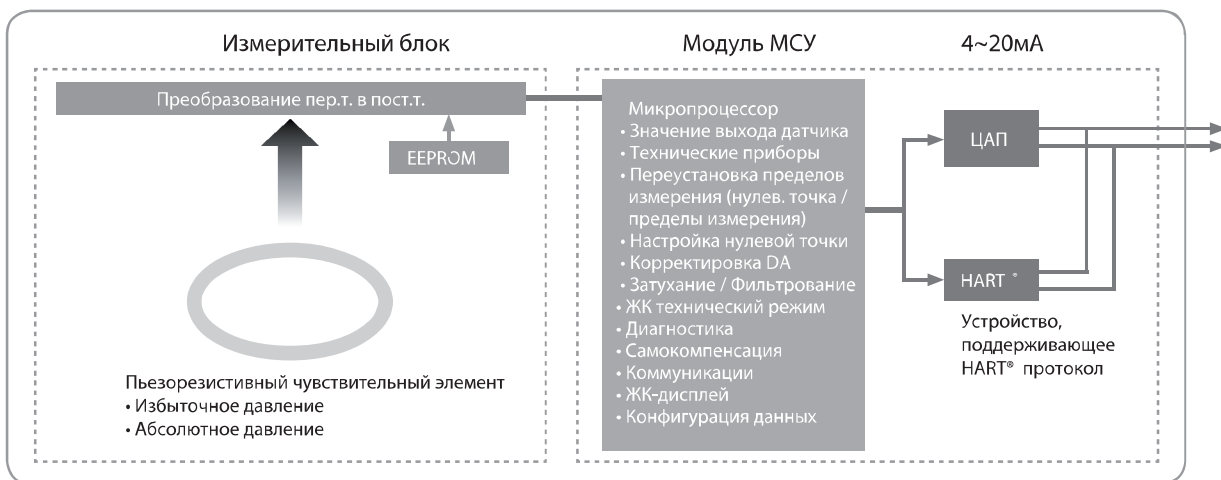 Измерительный блок
Преобразование пер.т. в пост.т.
EEPROM
Пьезорезистивный чувствительный элемент
• Избыточное давление
• Абсолютное давление
Модуль МСУ
Микропроцессор
• Значение выхода датчика
• Технические приборы
• Переустановка пределов
измерения (нулев. точка /
пределы измерения)
• Настройка нулевой точки
• Корректировка DA
• Затухание / Фильтрование
• ЖК технический режим
• Диагностика
• Самокомпенсация
• Коммуникации
• ЖК-дисплей
• Конфигурация данных
4~20мА
ЦАП
HART ®
Устройство,
поддерживающее
HART® протокол